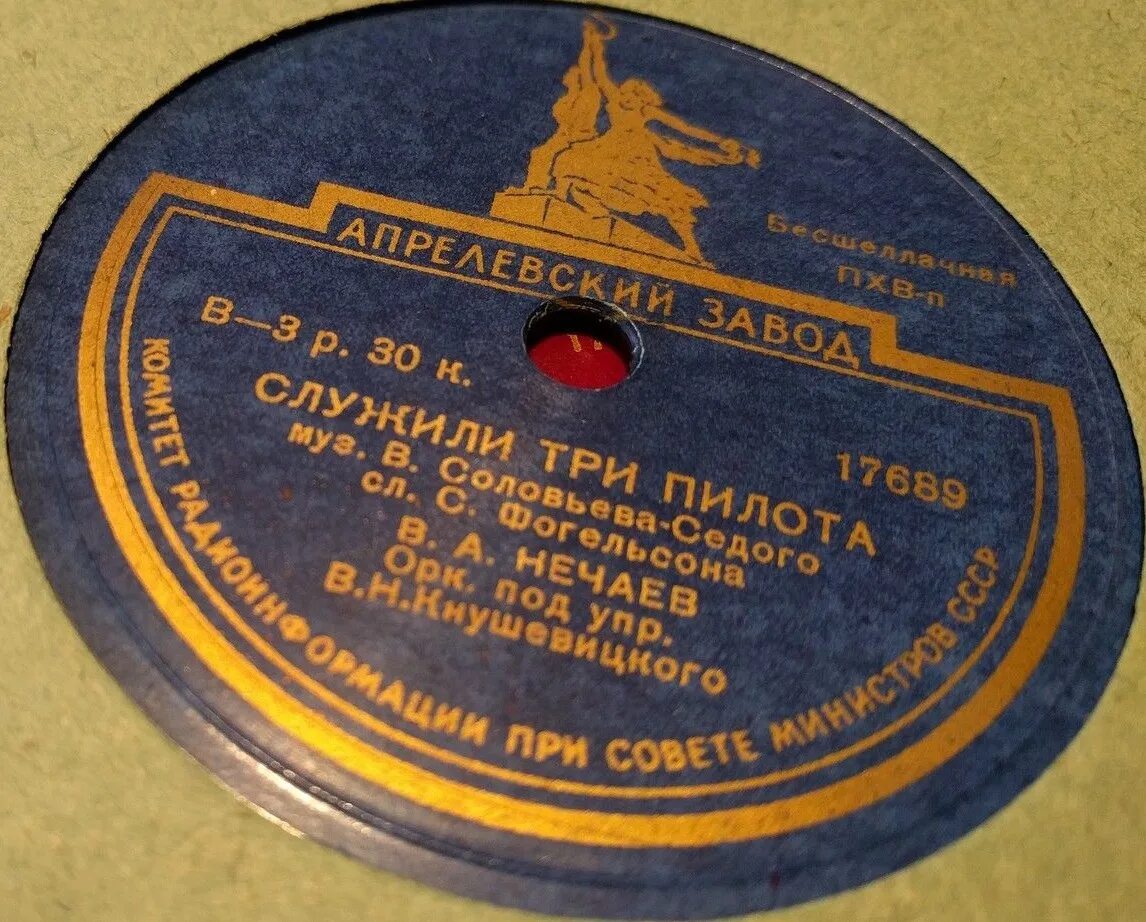 Бесшеллачная
ПХВ-п
АПРЕЛЕВСКИЙ ЗАВОД
В—3 р. 30 к.
17689
СЛУЖИЛИ ТРИ ПИЛОТА
муз. В. Соловьева-Седого
сл. С. Фогельсона
В. А. НЕЧАЕВ
Орк. под упр.
В.Н.Кнушевицкого
КОМИТЕТ РАДИОИНФОРМАЦИИ ПРИ СОВЕТЕ МИНИСТРОВ СССР